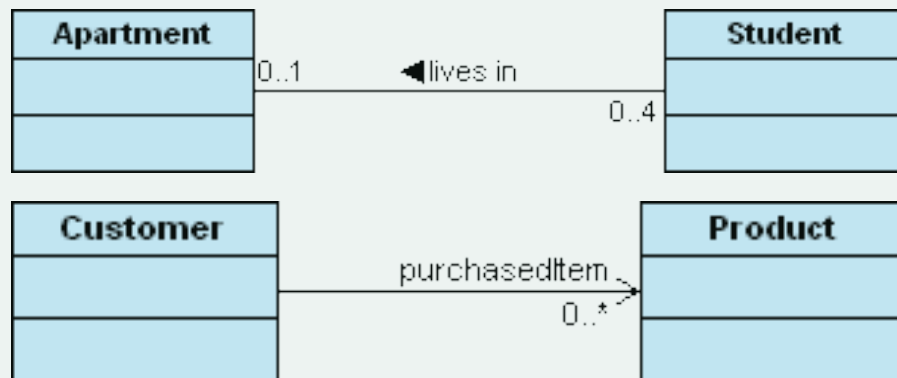 Apartment
Student
0..1
◀lives in
0..4
Customer
Product
purchasedItem
0..*